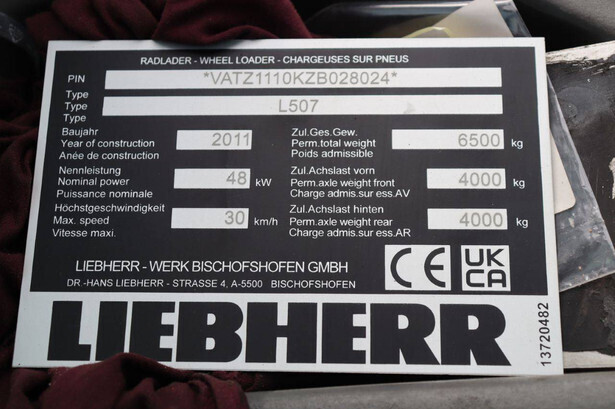 RADLADER - WHEEL LOADER - CHARGEUSES SUR PNEUS
PIN *VATZ1110KZB028024*
Type
Type L507
Type
Baujahr
Year of construction 2011
Anée de construction
Zul.Ges.Gew.
Perm.total weight 6500 kg
Poids admissible
Nennleistung
Nominal power 48 kW
Puissance nominale
Zul.Achslast vorn
Perm.axle weight front 4000 kg
Charge admis.sur ess.AV
Höchstgeschwindigkeit
Max. speed 30 km/h
Vitesse maxi.
Zul.Achslast hinten
Perm.axle weight rear 4000 kg
Charge admis.sur ess.AR
LIEBHERR - WERK BISCHOFSHOFEN GMBH
DR.-HANS LIEBHERR - STRASSE 4, A-5500 BISCHOFSHOFEN
CE
UK
CA
LIEBHERR
13720482